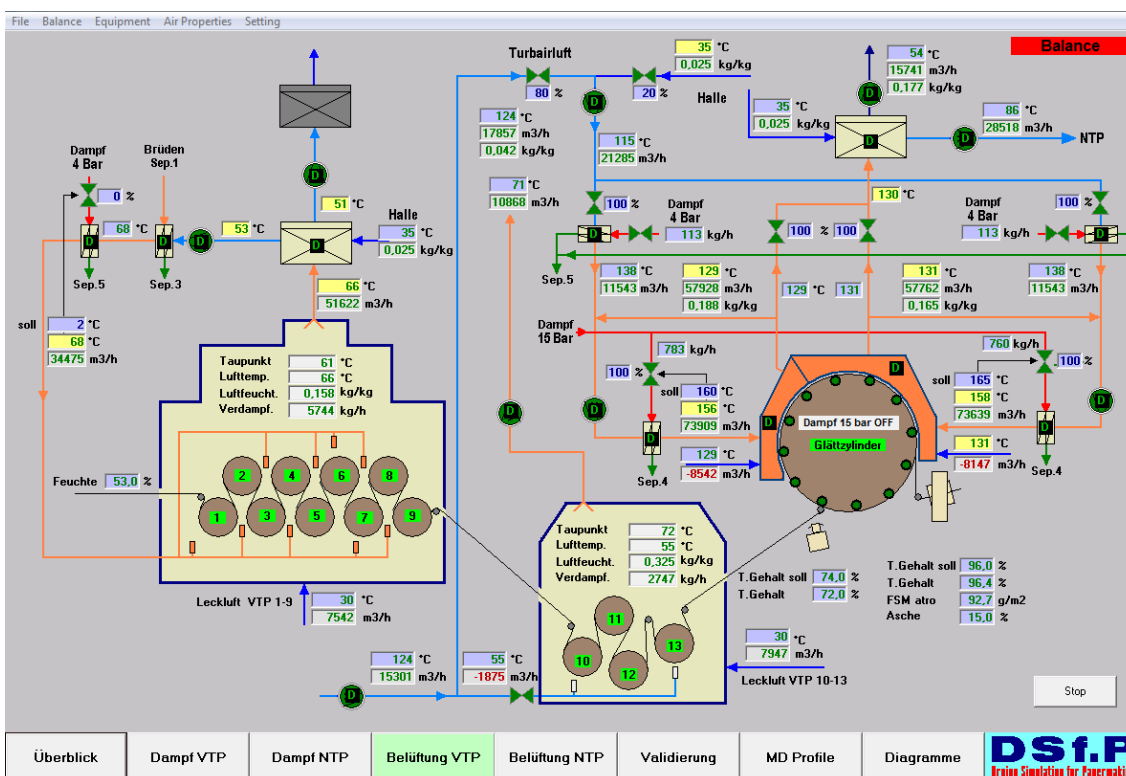 File Balance Equipment Air Properties Setting
Balance
Turbairluft
35 °C
0,025 kg/kg
80 %
20 %
Halle
54 °C
15741 m3/h
0,177 kg/kg
35 °C
0,025 kg/kg
86 °C
28518 m3/h
NTP
124 °C
17857 m3/h
0,042 kg/kg
115 °C
21285 m3/h
71 °C
10868 m3/h
Dampf
4 Bar
Brüden
Sep.1
0 %
68 °C
53 °C
51 °C
Halle
35 °C
0,025 kg/kg
Sep.5
Sep.3
66 °C
51622 m3/h
soll 2 °C
68 °C
34475 m3/h
100 %
Dampf
4 Bar
113 kg/h
Sep.5
130 °C
100 % 100
100 %
Dampf
4 Bar
113 kg/h
138 °C
11543 m3/h
129 °C
57928 m3/h
0,188 kg/kg
129 °C 131
131 °C
57762 m3/h
0,165 kg/kg
138 °C
11543 m3/h
Dampf
15 Bar
783 kg/h
100 %
soll 160 °C
156 °C
73909 m3/h
Sep.4
129 °C
-8542 m3/h
760 kg/h
100 %
soll 165 °C
158 °C
73639 m3/h
Sep.4
131 °C
-8147 m3/h
Dampf 15 bar OFF
Glättzylinder
Taupunkt 61 °C
Lufttemp. 66 °C
Luftfeucht. 0,158 kg/kg
Verdampf. 5744 kg/h
Feuchte 53,0 %
1 2 3 4 5 6 7 8 9
Leckluft VTP 1-9
30 °C
7542 m3/h
Taupunkt 72 °C
Lufttemp. 55 °C
Luftfeucht. 0,325 kg/kg
Verdampf. 2747 kg/h
10 11 12 13
T.Gehalt soll 74,0 %
T.Gehalt 72,0 %
T.Gehalt soll 96,0 %
T.Gehalt 96,4 %
FSM atro 92,7 g/m2
Asche 15,0 %
30 °C
7947 m3/h
Leckluft VTP 10-13
124 °C
15301 m3/h
55 °C
-1875 m3/h
Stop
Überblick
Dampf VTP
Dampf NTP
Belüftung VTP
Belüftung NTP
Validierung
MD Profile
Diagramme
DSf.P